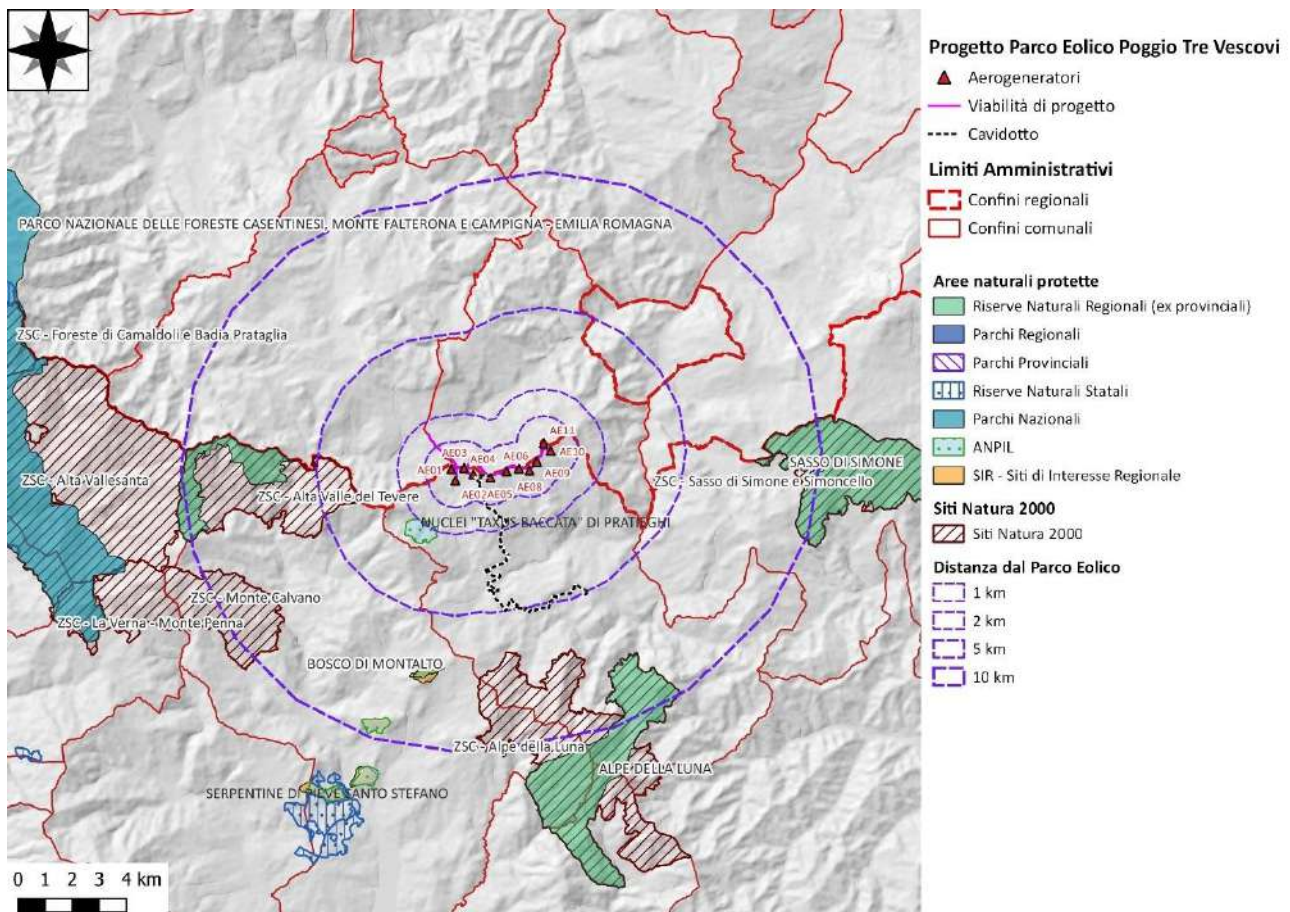 PARCO NAZIONALE DELLE FORESTE CASENTINESI, MONTE FALTERONA E CAMPIGNA - EMILIA ROMAGNA
ZSC - Foreste di Camaldoli e Badia Prataglia
AE11
AE03
AE04
AE06
AE10
AE01
AE09
SASSO DI SIMONE
ZSC - Alta Vallesanta
ZSC - Alta Valle del Tevere
AE02
AE05
AE08
ZSC - Sasso di Simone e Simoncello
NUCLEI "TAXUS BACCATA" DI PRATIEGHI
ZSC - Monte Calvano
ZSC - La Verna - Monte Penna
BOSCO DI MONTALTO
ZSC - Alpe della Luna
ALPE DELLA LUNA
SERPENTINE DI PIEVE SANTO STEFANO
0 1 2 3 4 km
Progetto Parco Eolico Poggio Tre Vescovi
Aerogeneratori
Viabilità di progetto
Cavidotto
Limiti Amministrativi
Confini regionali
Confini comunali
Aree naturali protette
Riserve Naturali Regionali (ex provinciali)
Parchi Regionali
Parchi Provinciali
Riserve Naturali Statali
Parchi Nazionali
ANPIL
SIR - Siti di Interesse Regionale
Siti Natura 2000
Siti Natura 2000
Distanza dal Parco Eolico
1 km
2 km
5 km
10 km